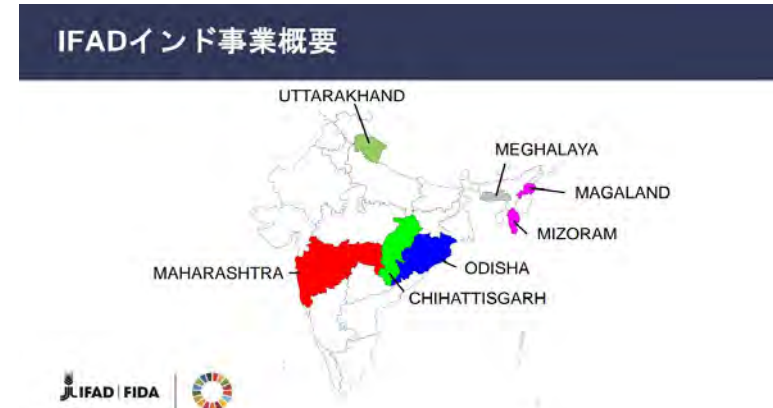 IFADインド事業概要
UTTARAKHAND
MEGHALAYA
MAGALAND
MIZORAM
ODISHA
MAHARASHTRA
CHIHATTISGARH
IFAD | FIDA